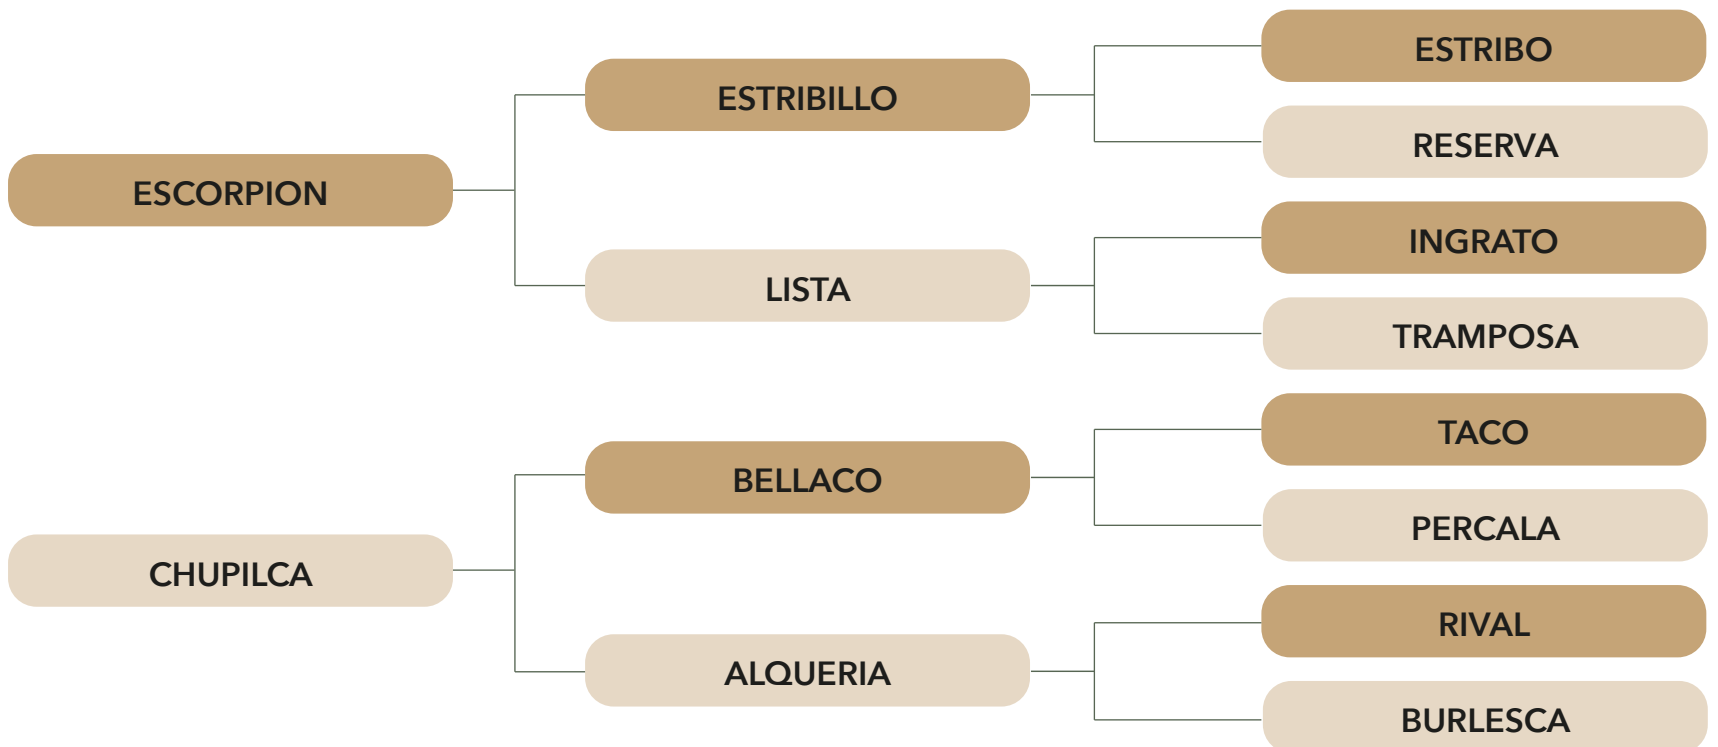 ESCORPION
ESTRIBILLO
ESTRIBO
RESERVA
LISTA
INGRATO
TRAMPOSA
CHUPILCA
BELLACO
TACO
PERCALA
ALQUERIA
RIVAL
BURLESCA